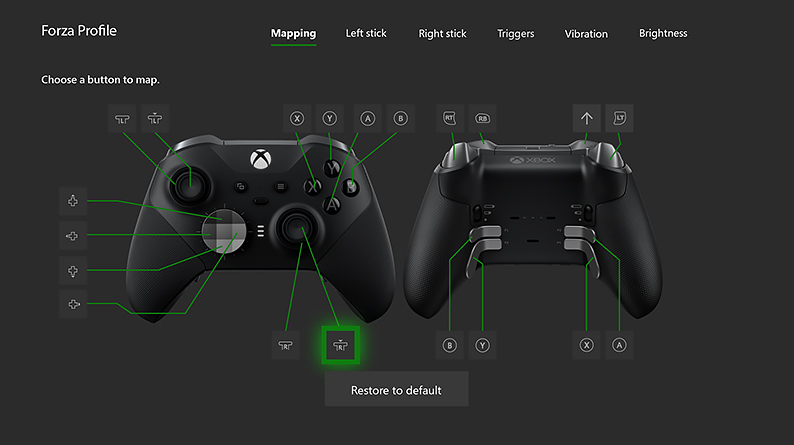 Forza Profile
Mapping Left stick Right stick Triggers Vibration Brightness
Choose a button to map.
L L X Y A B RT RB LT
XBOX
Y
X B
A
R R B Y X A
Restore to default